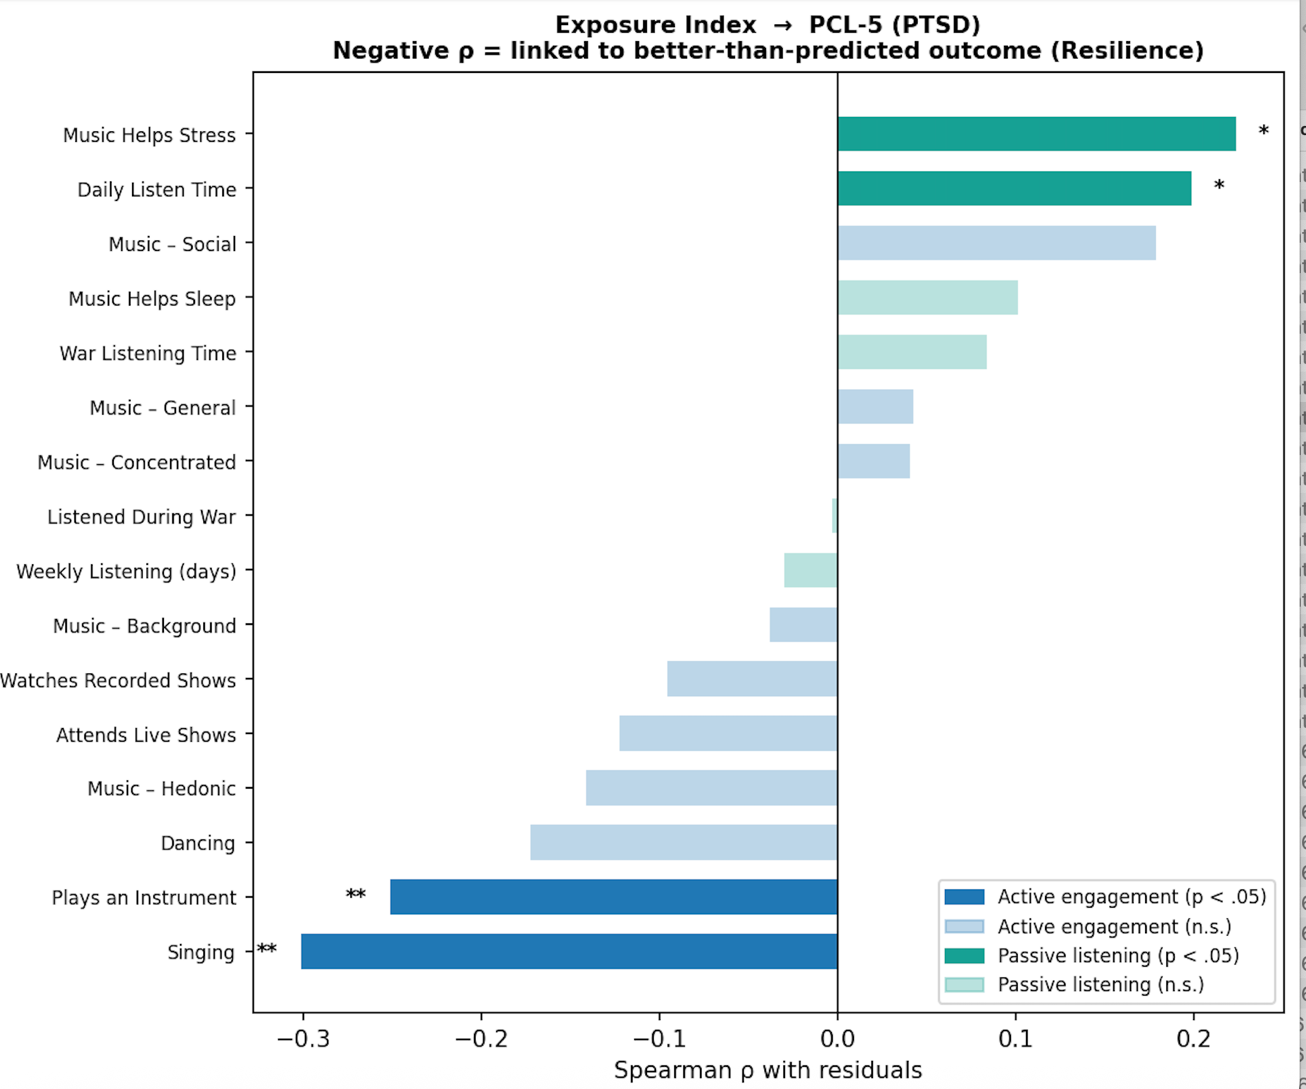 Exposure Index → PCL-5 (PTSD)
Negative ρ = linked to better-than-predicted outcome (Resilience)
Music Helps Stress
*
Daily Listen Time
*
Music – Social
Music Helps Sleep
War Listening Time
Music – General
Music – Concentrated
Listened During War
Weekly Listening (days)
Music – Background
Watches Recorded Shows
Attends Live Shows
Music – Hedonic
Dancing
Plays an Instrument
**
Singing
**
Active engagement (p < .05)
Active engagement (n.s.)
Passive listening (p < .05)
Passive listening (n.s.)
−0.3 −0.2 −0.1 0.0 0.1 0.2
Spearman ρ with residuals